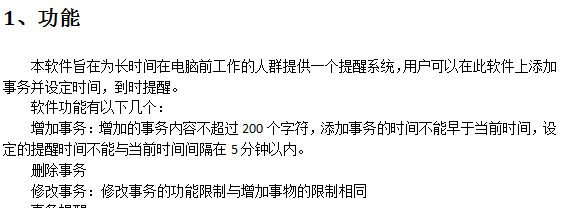 1、功能
本软件旨在为长时间在电脑前工作的人群提供一个提醒系统，用户可以在此软件上添加
事务并设定时间，到时提醒。
软件功能有以下几个：
增加事务：增加的事务内容不超过 200 个字符，添加事务的时间不能早于当前时间，设
定的提醒时间不能与当前时间间隔在 5 分钟以内。
删除事务
修改事务：修改事务的功能限制与增加事物的限制相同